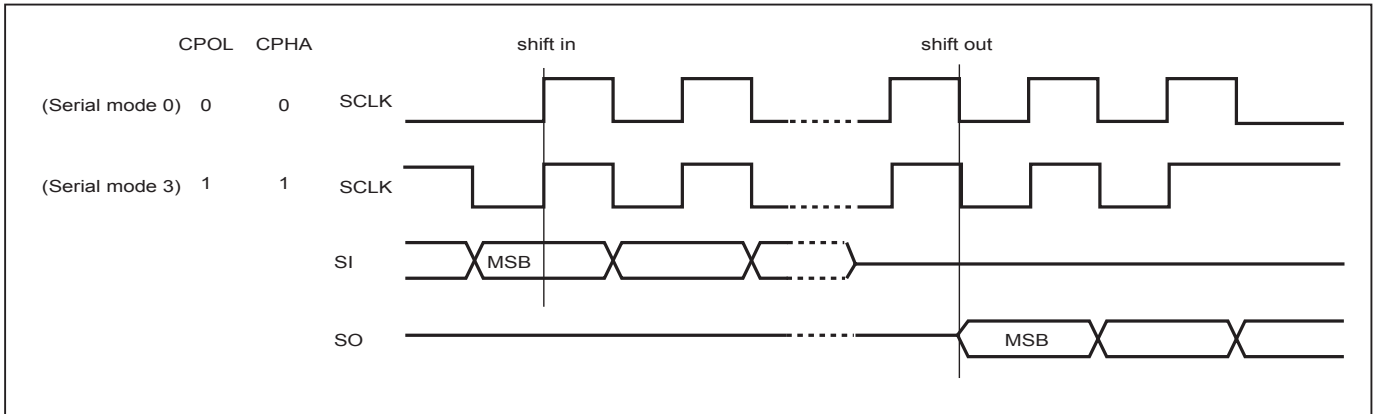 CPOL CPHA shift in shift out
(Serial mode 0) 0 0 SCLK
(Serial mode 3) 1 1 SCLK
SI MSB
SO MSB